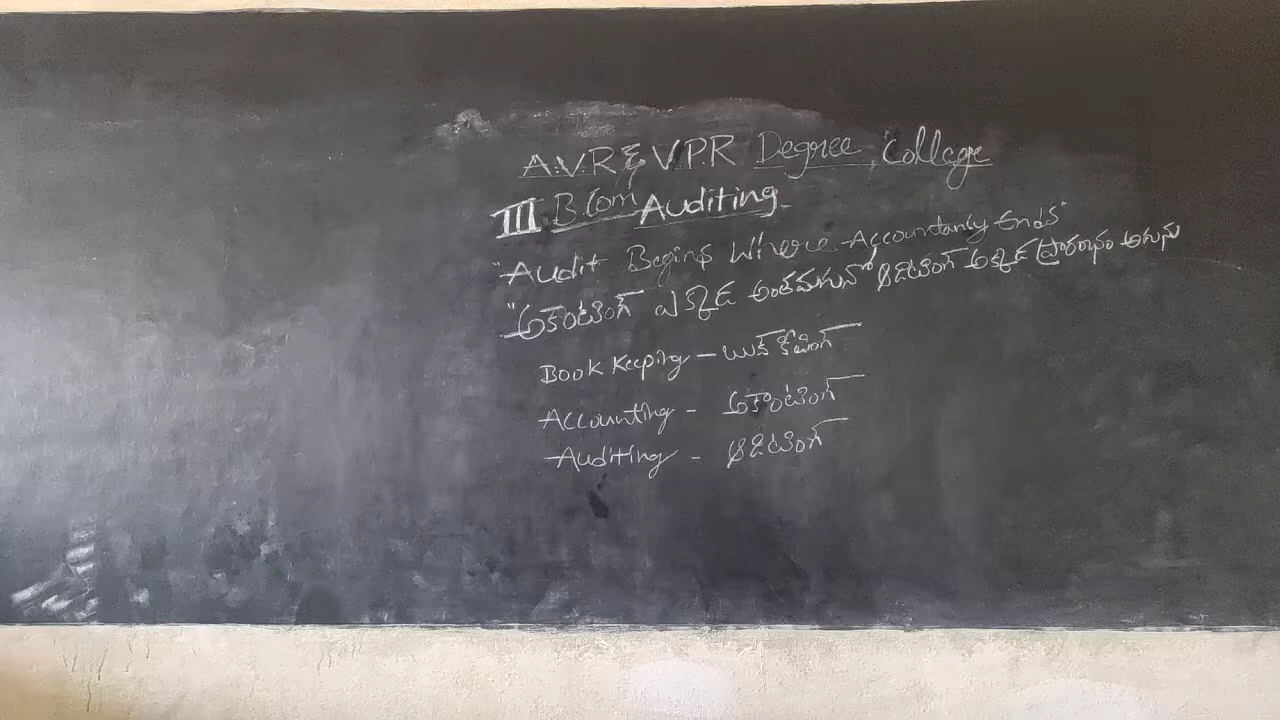 A.V.R & V.P.R Degree College
III B.Com Auditing
"Audit Begins Where Accountancy Ends"
"అకౌంటింగ్ ఎక్కడ అంతమగునో ఆడిటింగ్ అక్కడ ప్రారంభం అగును
Book Keeping - బుక్ కీపింగ్
Accounting - అకౌంటింగ్
Auditing - ఆడిటింగ్